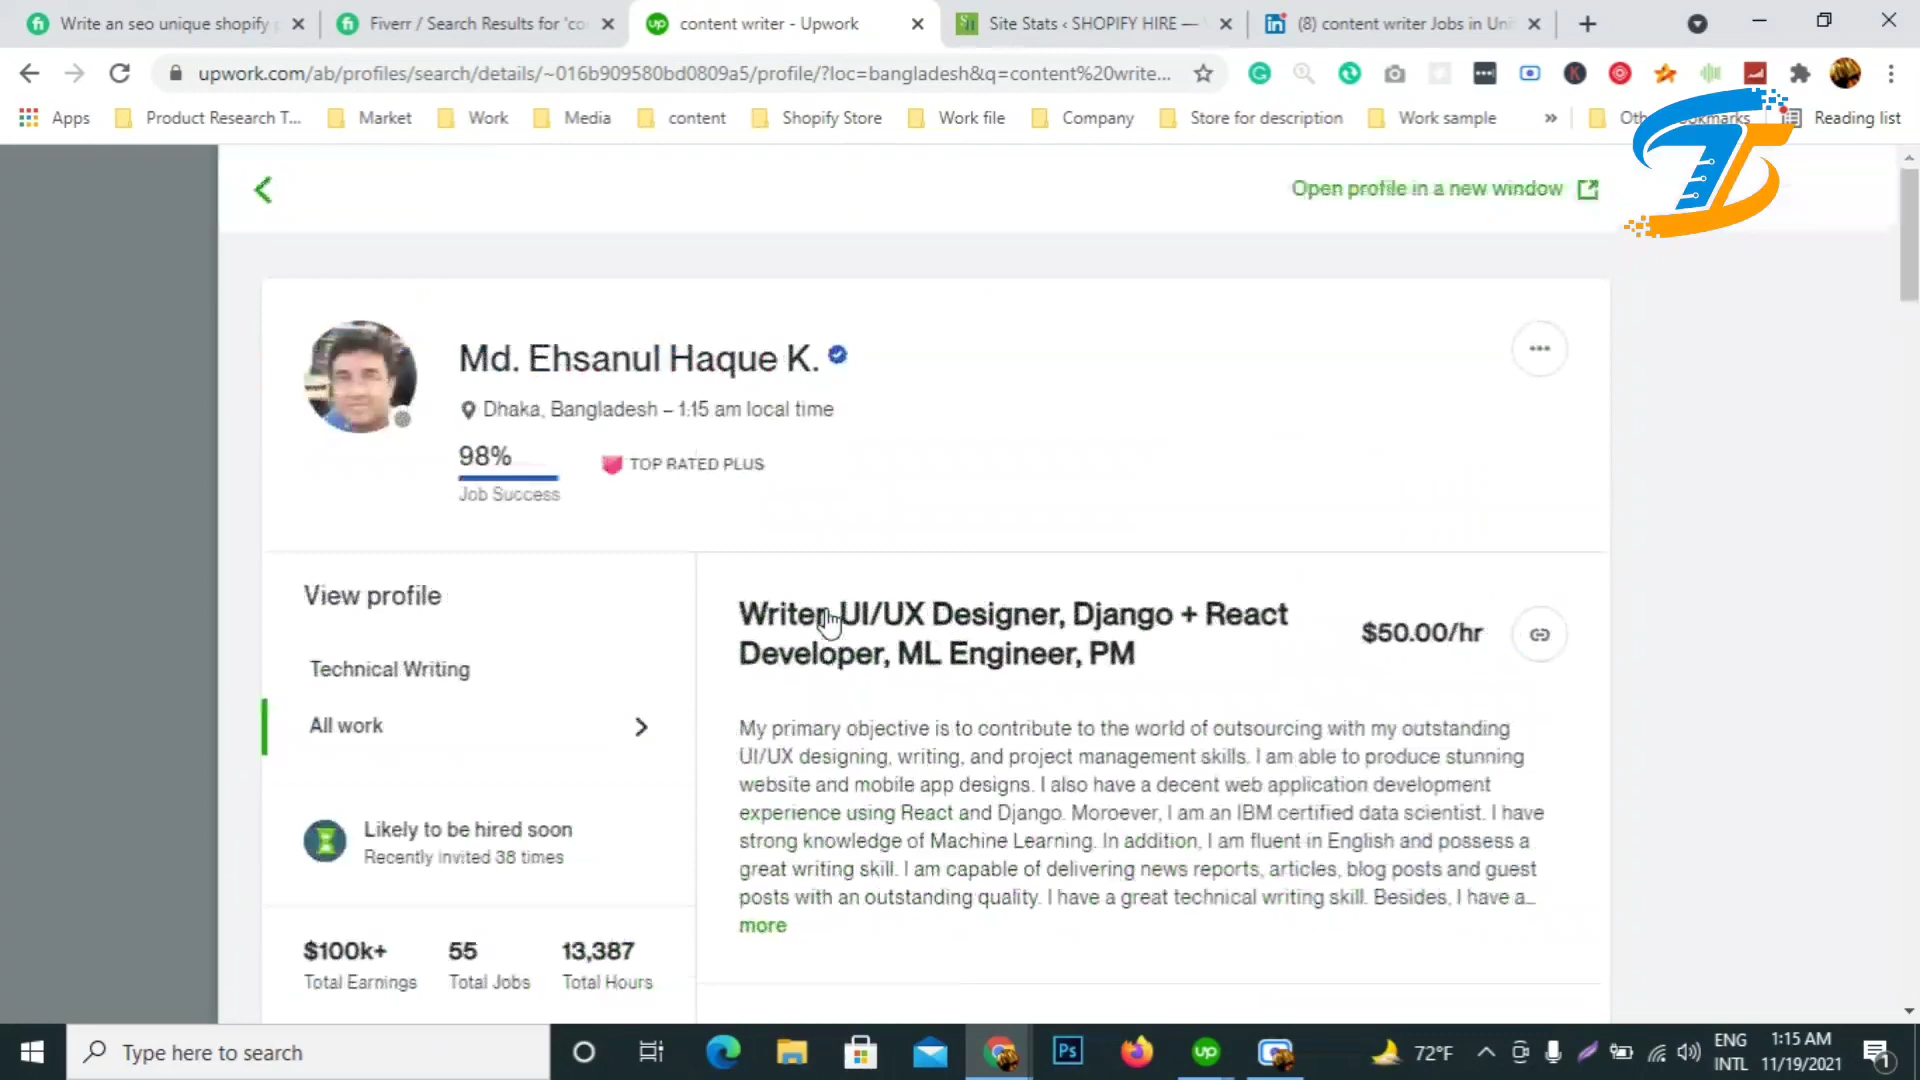 Write an seo unique shopify
Fiverr / Search Results for 'co
content writer - Upwork
Site Stats ‹ SHOPIFY HIRE —
(8) content writer Jobs in Uni
upwork.com/ab/profiles/search/details/~016b909580bd0809a5/profile/?loc=bangladesh&q=content%20write...
Apps
Product Research T...
Market
Work
Media
content
Shopify Store
Work file
Company
Store for description
Work sample
»
Reading list
Open profile in a new window
Md. Ehsanul Haque K.
Dhaka, Bangladesh – 1:15 am local time
98%
TOP RATED PLUS
Job Success
View profile
Technical Writing
All work
Likely to be hired soon
Recently invited 38 times
$100k+ 55 13,387
Total Earnings Total Jobs Total Hours
Writer, UI/UX Designer, Django + React
Developer, ML Engineer, PM
$50.00/hr
My primary objective is to contribute to the world of outsourcing with my outstanding
UI/UX designing, writing, and project management skills. I am able to produce stunning
website and mobile app designs. I also have a decent web application development
experience using React and Django. Moroever, I am an IBM certified data scientist. I have
strong knowledge of Machine Learning. In addition, I am fluent in English and possess a
great writing skill. I am capable of delivering news reports, articles, blog posts and guest
posts with an outstanding quality. I have a great technical writing skill. Besides, I have a...
more
Type here to search
Ps
up
72°F
ENG
INTL
1:15 AM
11/19/2021
1